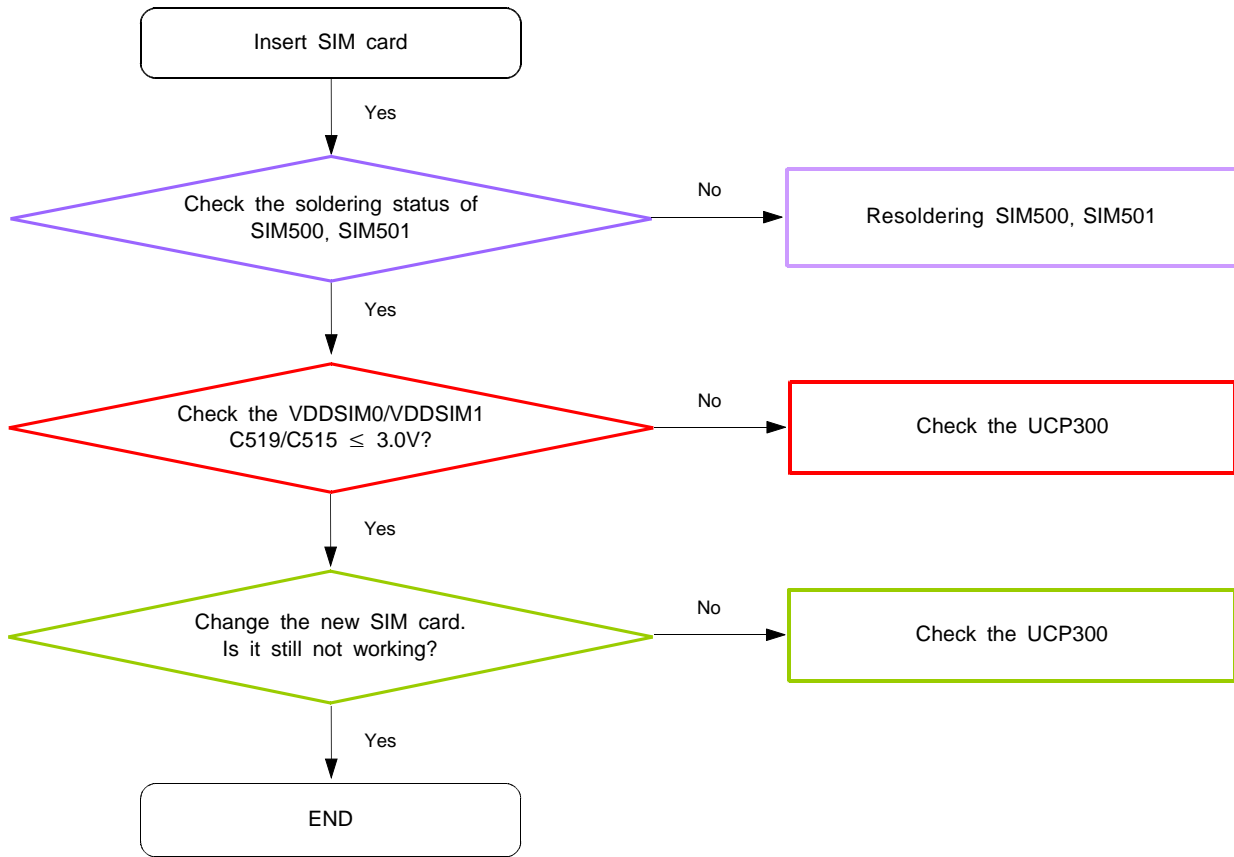 Insert SIM card
Yes
Check the soldering status of
SIM500, SIM501
No
Resoldering SIM500, SIM501
Yes
Check the VDDSIM0/VDDSIM1
C519/C515 ≤ 3.0V?
No
Check the UCP300
Yes
Change the new SIM card.
Is it still not working?
No
Check the UCP300
Yes
END